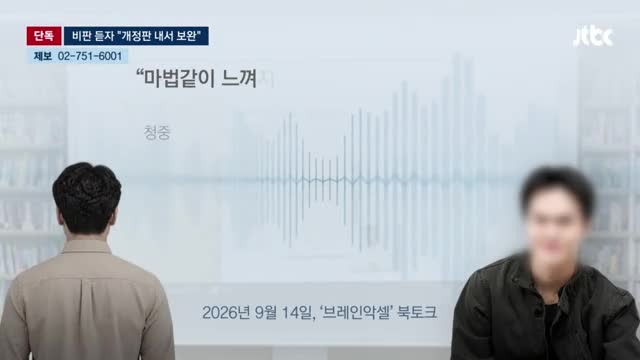 단독 비판 듣자 "개정판 내서 보완"
jtbc
제보 02-751-6001
“마법같이 느껴지
청중
2026년 9월 14일, ‘브레인악셀’ 북토크